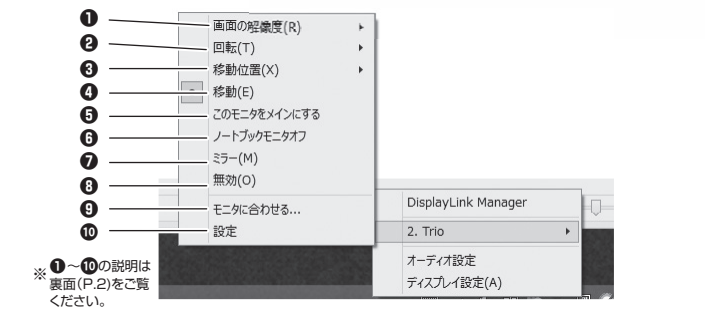 ❶ 画面の解像度(R)
❷ 回転(T)
❸ 移動位置(X)
❹ 移動(E)
❺ このモニタをメインにする
❻ ノートブックモニタオフ
❼ ミラー(M)
❽ 無効(O)
❾ モニタに合わせる...
❿ 設定
DisplayLink Manager
2. Trio
オーディオ設定
ディスプレイ設定(A)
※ ❶~❿の説明は
裏面(P.2)をご覧
ください。